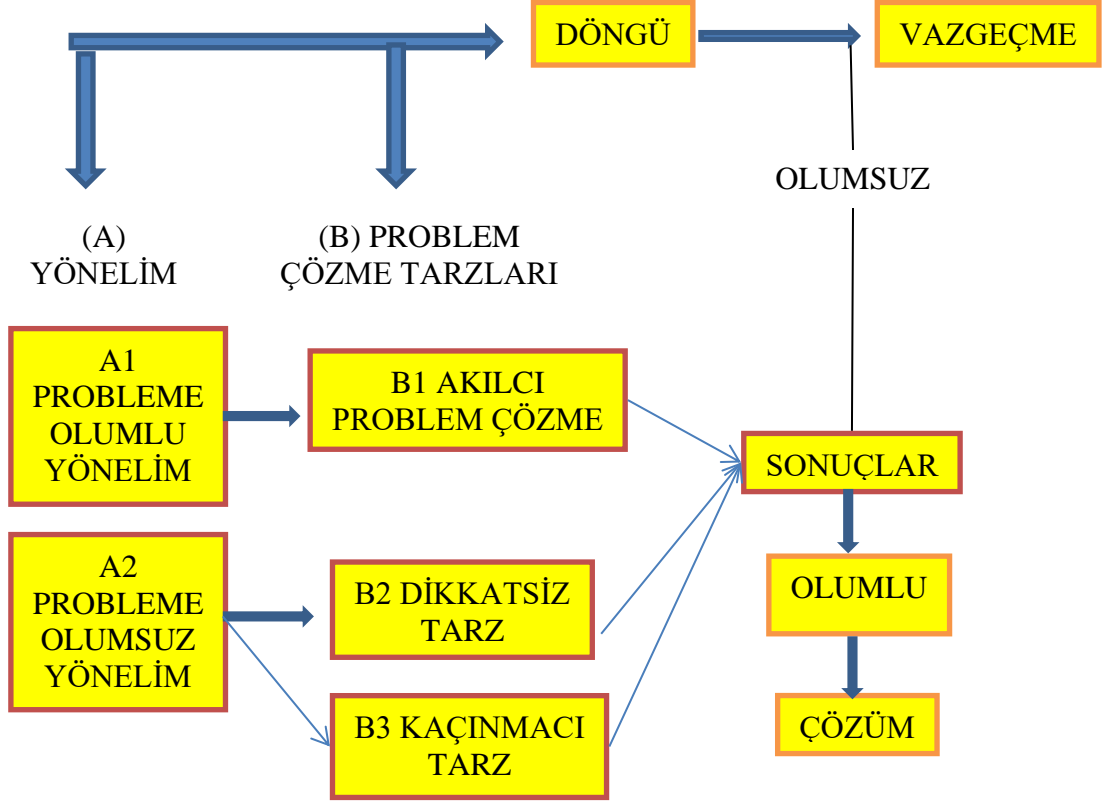 DÖNGÜ
VAZGEÇME
OLUMSUZ
(A)
YÖNELİM
(B) PROBLEM
ÇÖZME TARZLARI
A1
PROBLEME
OLUMLU
YÖNELİM
B1 AKILCI
PROBLEM ÇÖZME
SONUÇLAR
A2
PROBLEME
OLUMSUZ
YÖNELİM
B2 DİKKATSİZ
TARZ
OLUMLU
B3 KAÇINMACI
TARZ
ÇÖZÜM